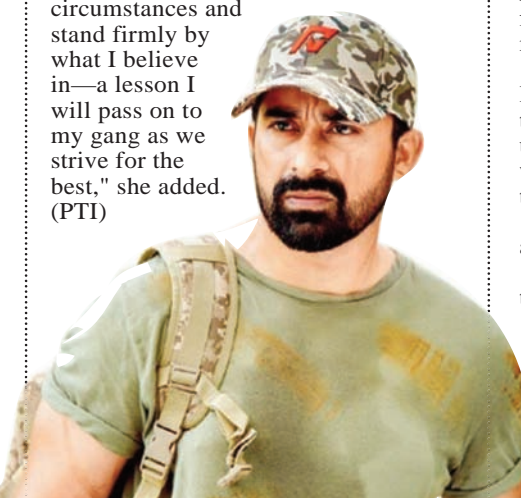 circumstances and
stand firmly by
what I believe
in—a lesson I
will pass on to
my gang as we
strive for the
best," she added.
(PTI)